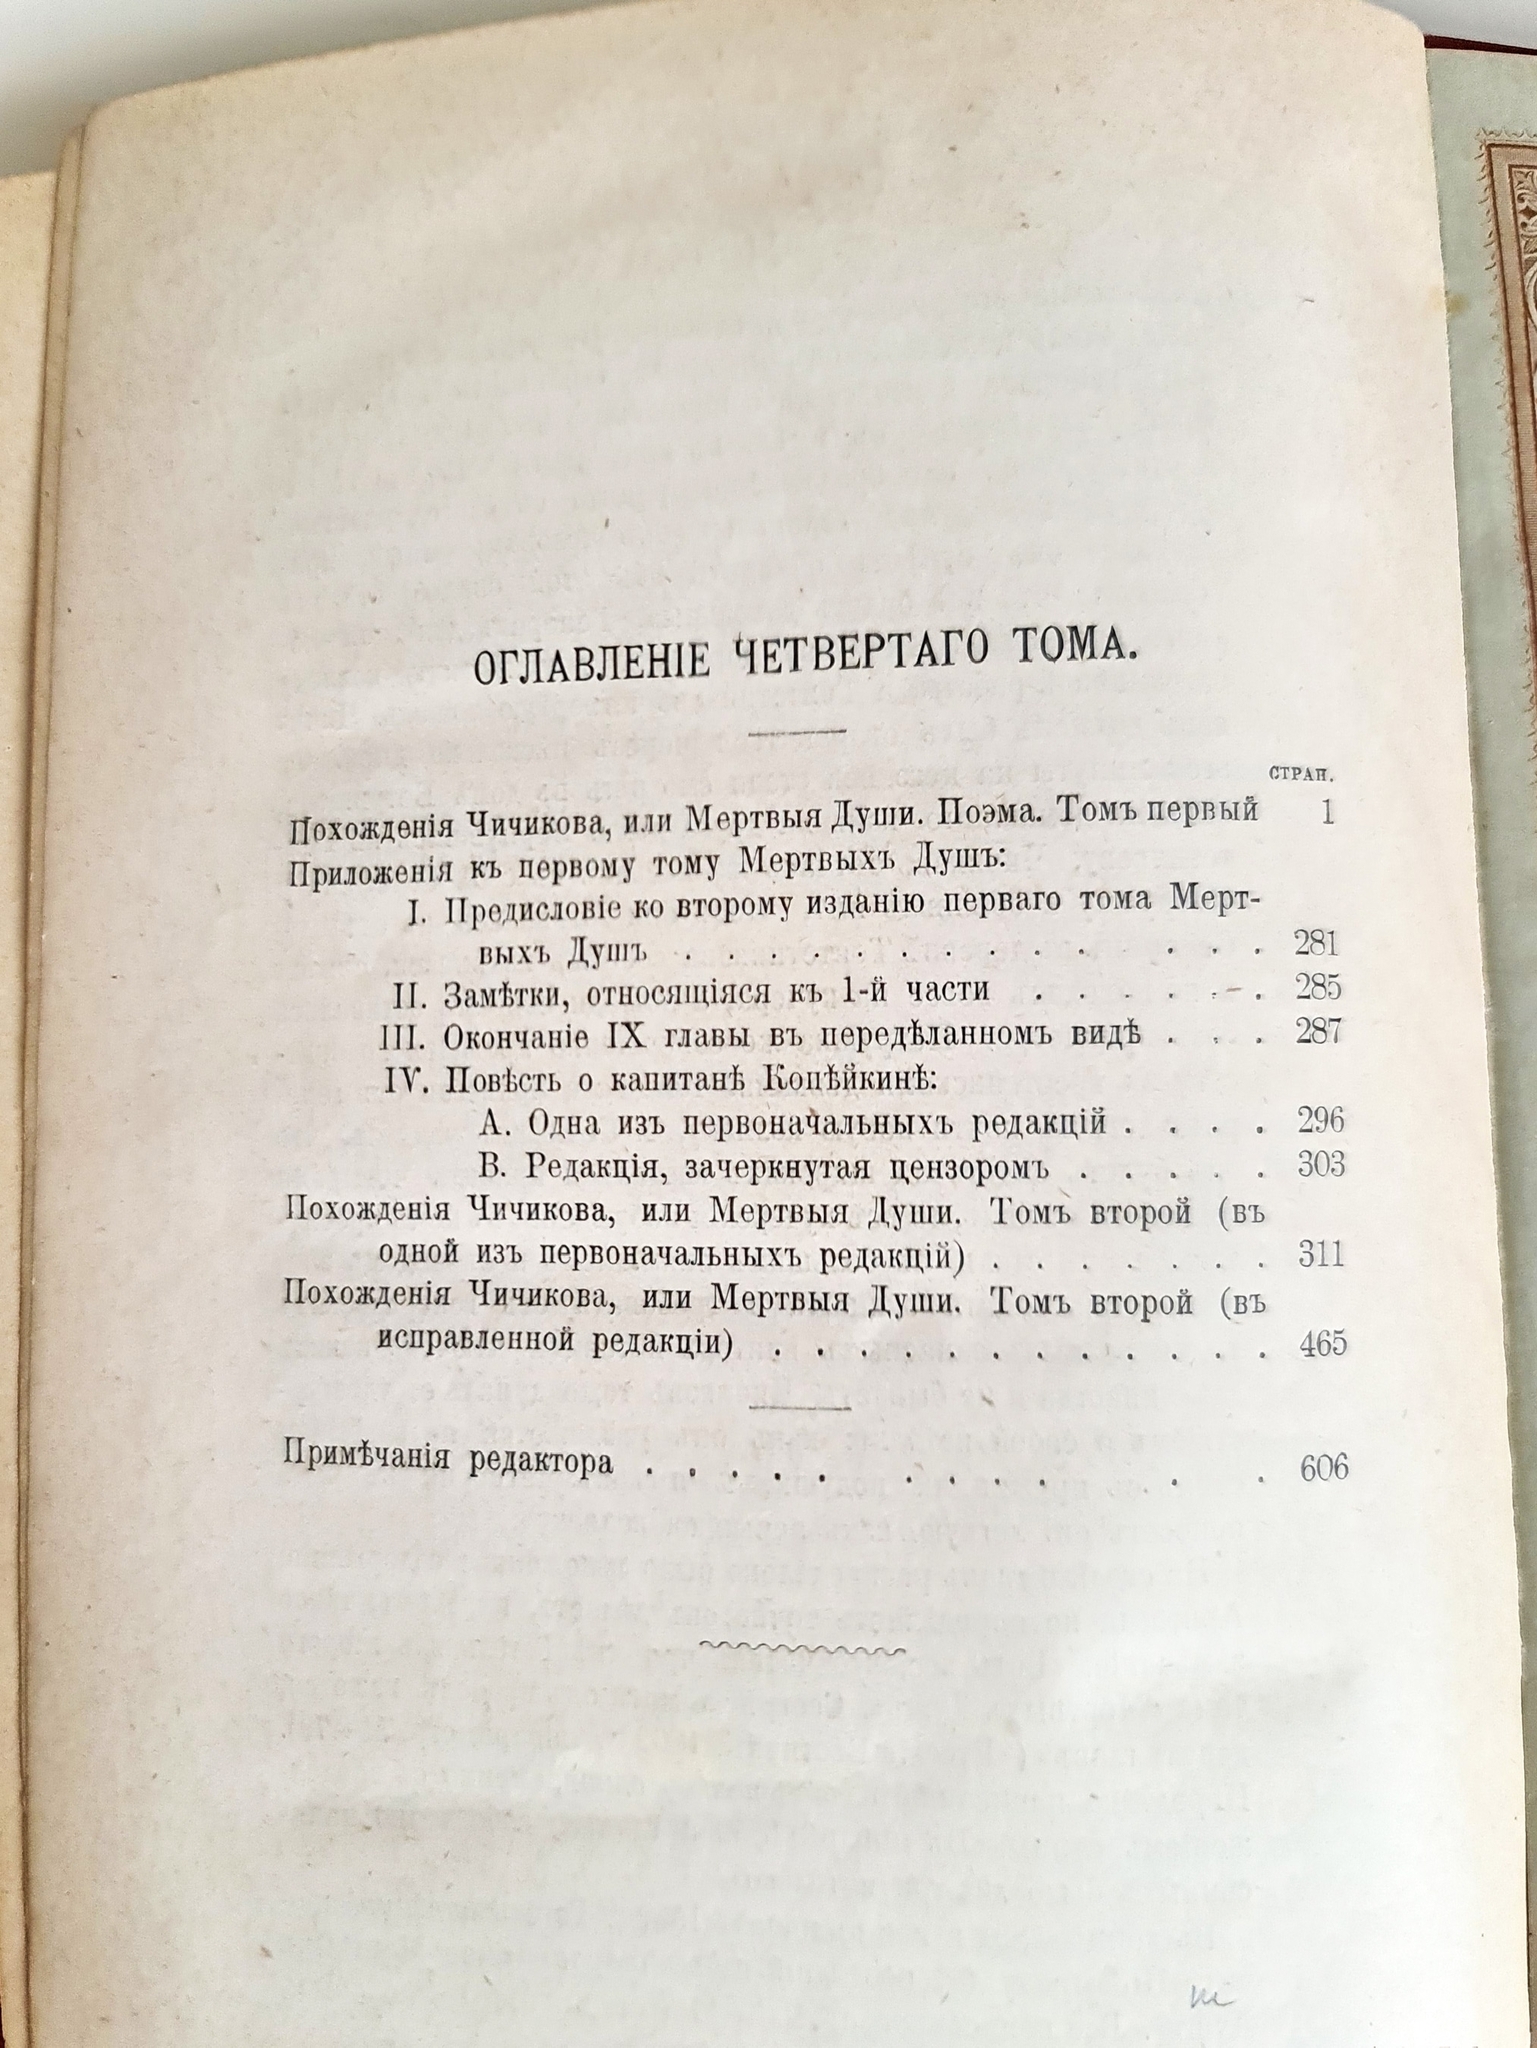 ОГЛАВЛЕНІЕ ЧЕТВЕРТАГО ТОМА.
СТРАН.
Похожденія Чичикова, или Мертвыя Души. Поэма. Томъ первый 1
Приложенія къ первому тому Мертвыхъ Душъ:
I. Предисловіе ко второму изданію перваго тома Мерт-
выхъ Душъ . . . . . . . . . . . . . 281
II. Замѣтки, относящіяся къ 1-й части . . . . . . 285
III. Окончаніе IX главы въ передѣланномъ видѣ . . . 287
IV. Повѣсть о капитанѣ Копѣйкинѣ:
А. Одна изъ первоначальныхъ редакцій . . . . 296
В. Редакція, зачеркнутая цензоромъ . . . . . 303
Похожденія Чичикова, или Мертвыя Души. Томъ второй (въ
одной изъ первоначальныхъ редакцій) . . . . . . . 311
Похожденія Чичикова, или Мертвыя Души. Томъ второй (въ
исправленной редакціи) . . . . . . . . . . . . 465
Примѣчанія редактора . . . . . . . . . . . 606